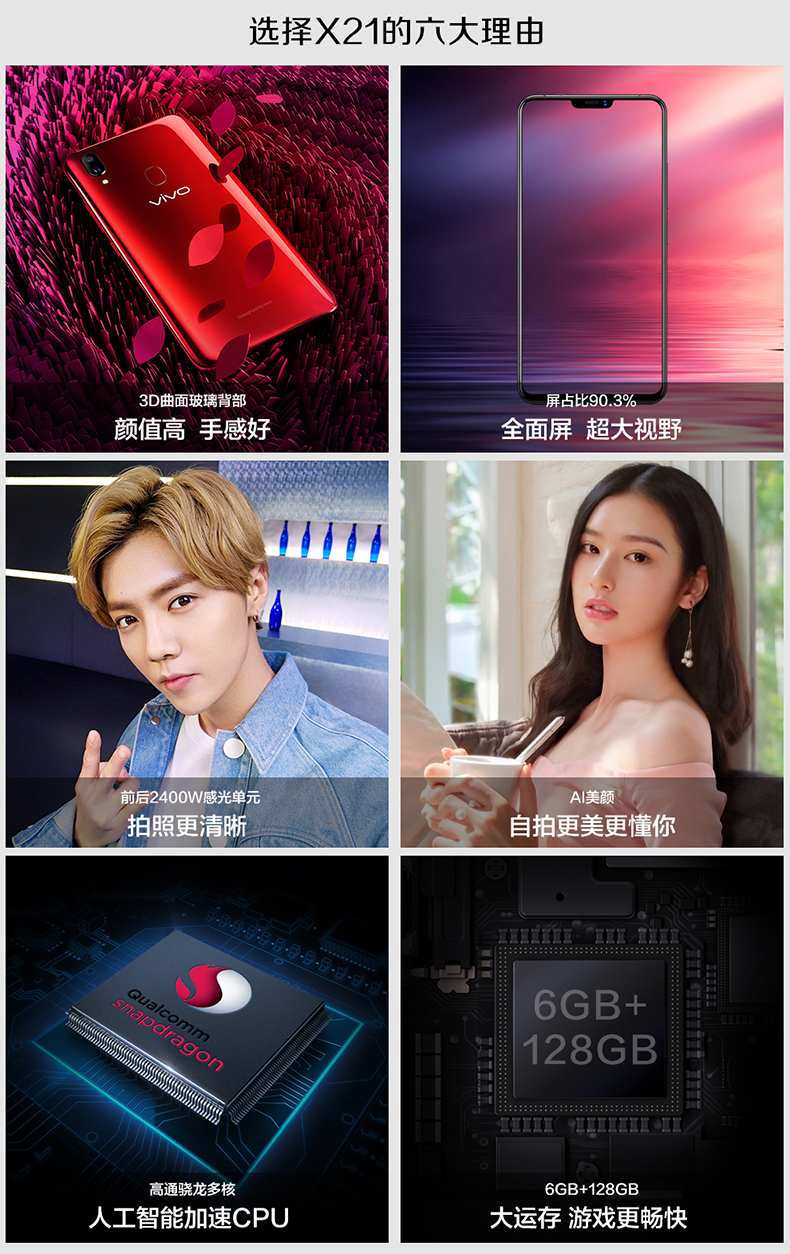 选择X21的六大理由
vivo
3D曲面玻璃背部
颜值高 手感好
屏占比90.3%
全面屏 超大视野
前后2400W感光单元
拍照更清晰
AI美颜
自拍更美更懂你
Qualcomm
snapdragon
高通骁龙多核
人工智能加速CPU
6GB+
128GB
6GB+128GB
大运存 游戏更畅快